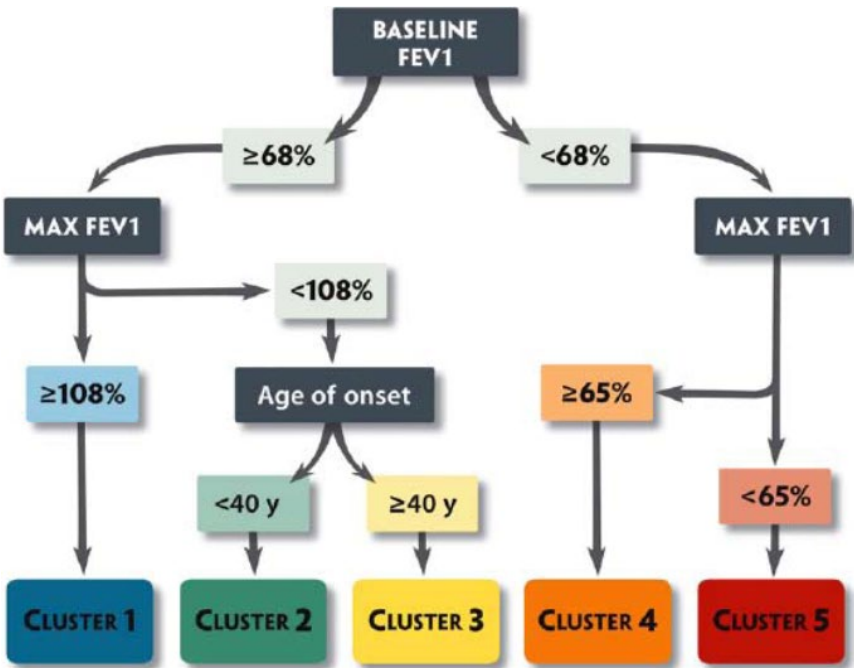 BASELINE
FEV1
≥68%
<68%
MAX FEV1
MAX FEV1
<108%
≥108%
Age of onset
≥65%
<40 y
≥40 y
<65%
CLUSTER 1
CLUSTER 2
CLUSTER 3
CLUSTER 4
CLUSTER 5